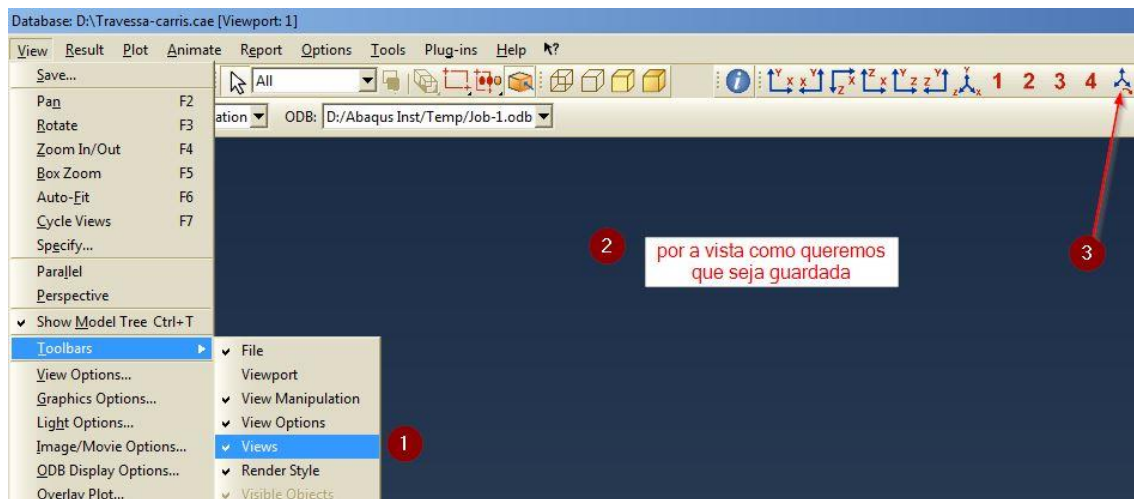 Database: D:\Travessa-carris.cae [Viewport: 1]
View Result Plot Animate Report Options Tools Plug-ins Help ?
Save...
All
1 2 3 4
Pan F2
Rotate F3
ation ODB: D:/Abaqus Inst/Temp/Job-1.odb
Zoom In/Out F4
Box Zoom F5
Auto-Fit F6
Cycle Views F7
Specify...
Parallel
Perspective
Show Model Tree Ctrl+T
Toolbars
View Options...
Graphics Options...
Light Options...
Image/Movie Options...
ODB Display Options...
Overlay Plot...
File
Viewport
View Manipulation
View Options
Views
Render Style
Visible Objects
1
2
por a vista como queremos
que seja guardada
3